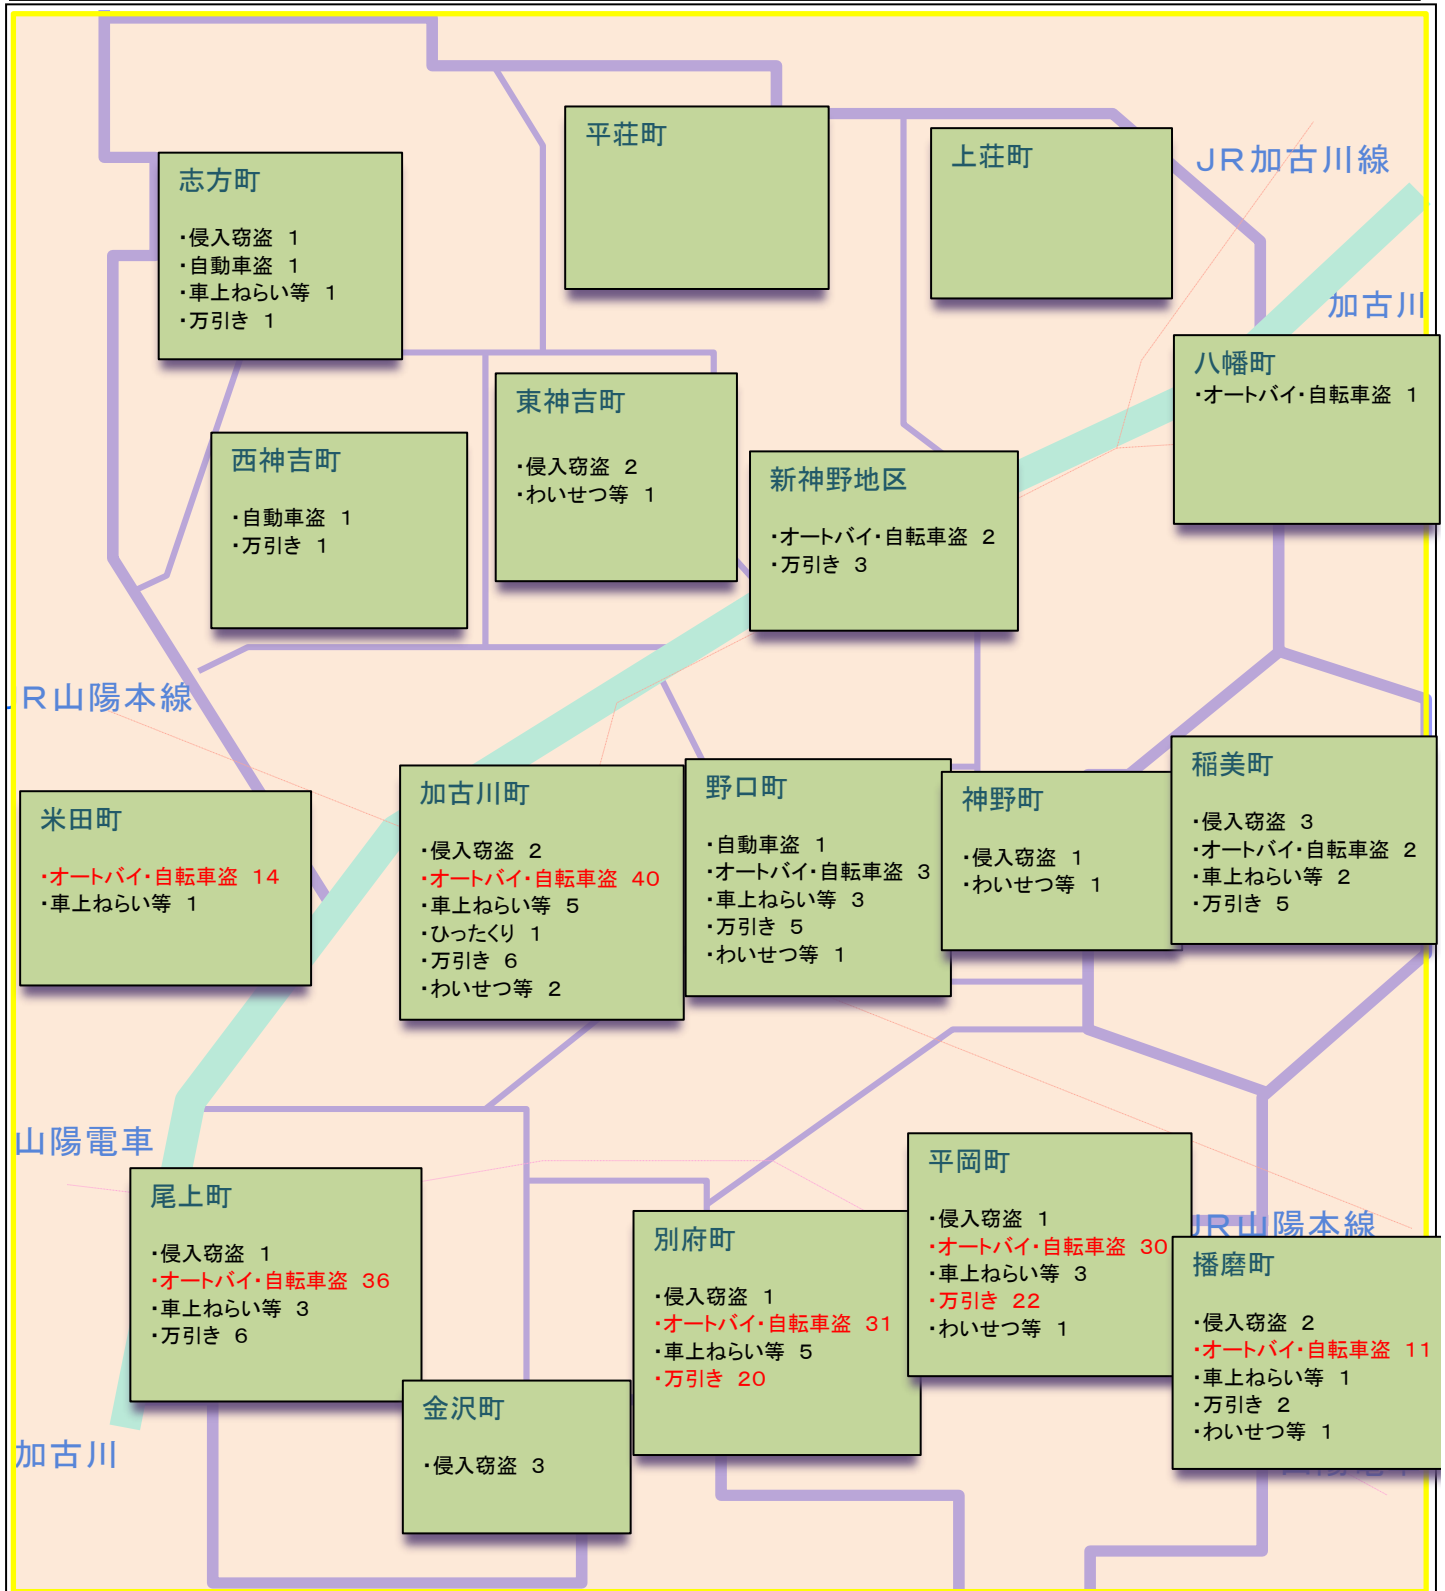 平荘町
上荘町
JR加古川線
志方町
・侵入窃盗 1
・自動車盗 1
・車上ねらい等 1
・万引き 1
加古川
八幡町
・オートバイ・自転車盗 1
東神吉町
・侵入窃盗 2
・わいせつ等 1
西神吉町
・自動車盗 1
・万引き 1
新神野地区
・オートバイ・自転車盗 2
・万引き 3
JR山陽本線
米田町
・オートバイ・自転車盗 14
・車上ねらい等 1
加古川町
・侵入窃盗 2
・オートバイ・自転車盗 40
・車上ねらい等 5
・ひったくり 1
・万引き 6
・わいせつ等 2
野口町
・自動車盗 1
・オートバイ・自転車盗 3
・車上ねらい等 3
・万引き 5
・わいせつ等 1
神野町
・侵入窃盗 1
・わいせつ等 1
稲美町
・侵入窃盗 3
・オートバイ・自転車盗 2
・車上ねらい等 2
・万引き 5
山陽電車
尾上町
・侵入窃盗 1
・オートバイ・自転車盗 36
・車上ねらい等 3
・万引き 6
加古川
金沢町
・侵入窃盗 3
別府町
・侵入窃盗 1
・オートバイ・自転車盗 31
・車上ねらい等 5
・万引き 20
平岡町
・侵入窃盗 1
・オートバイ・自転車盗 30
・車上ねらい等 3
・万引き 22
・わいせつ等 1
JR山陽本線
播磨町
・侵入窃盗 2
・オートバイ・自転車盗 11
・車上ねらい等 1
・万引き 2
・わいせつ等 1